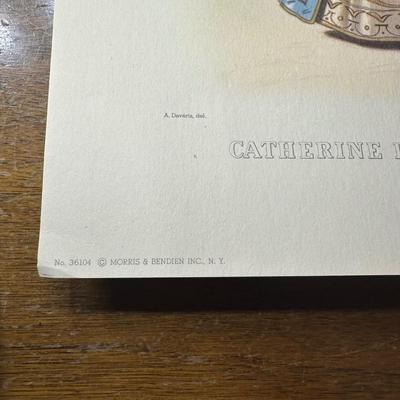 A. Devéria, del.
CATHERINE
No. 36104 © MORRIS & BENDIEN INC., N. Y.